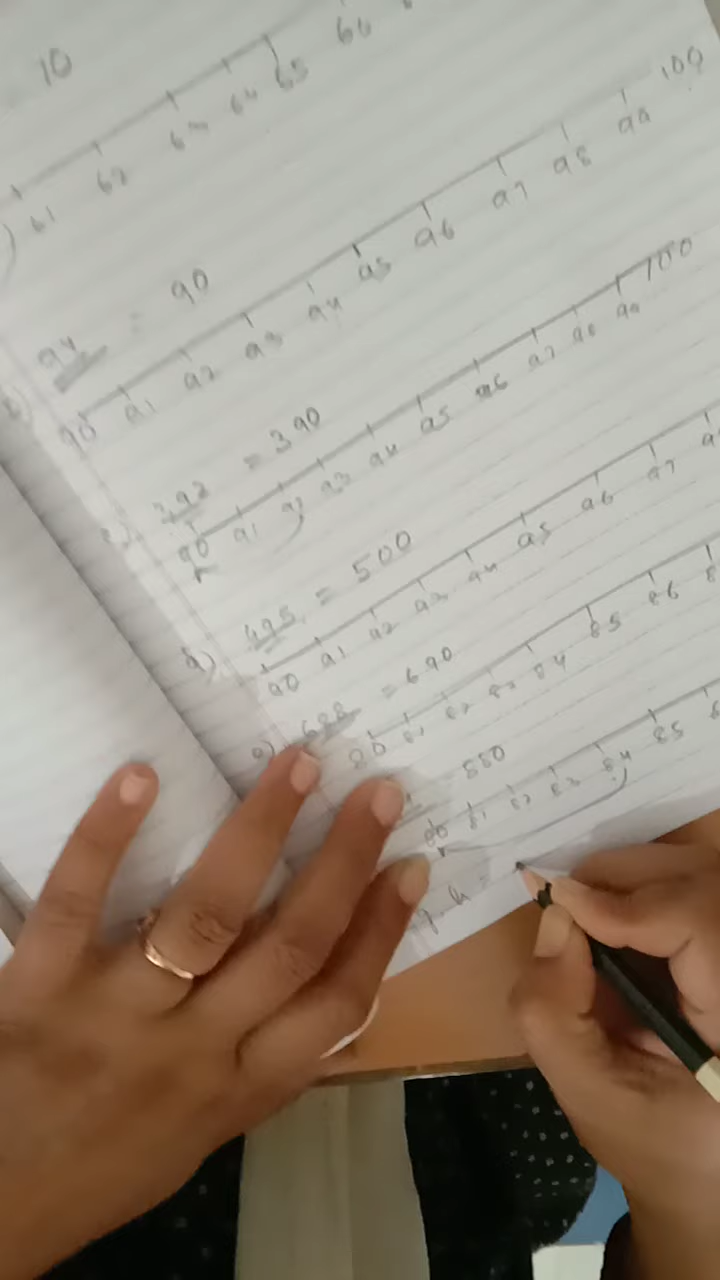 10
61 62 63 64 65 66
94 = 90
90 91 92 93 94 95 96 97 98 99 100
392 = 390
90 91 92 93 94 95 96 97 98 99 100
d) 495 = 500
90 91 92 93 94 95 96 97
e) 688 = 690
80 81 82 83 84 85 86
= 880
80 81 82 83 84 85